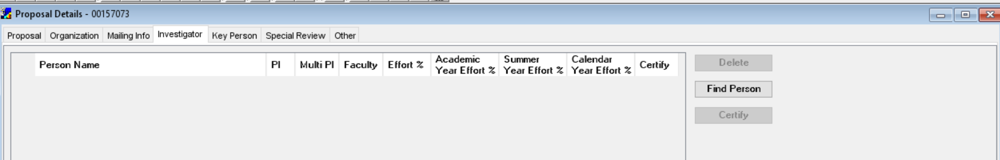 Proposal Details - 00157073
Proposal Organization Mailing Info Investigator Key Person Special Review Other
Person Name PI Multi PI Faculty Effort % Academic Year Effort % Summer Year Effort % Calendar Year Effort % Certify
Delete
Find Person
Certify